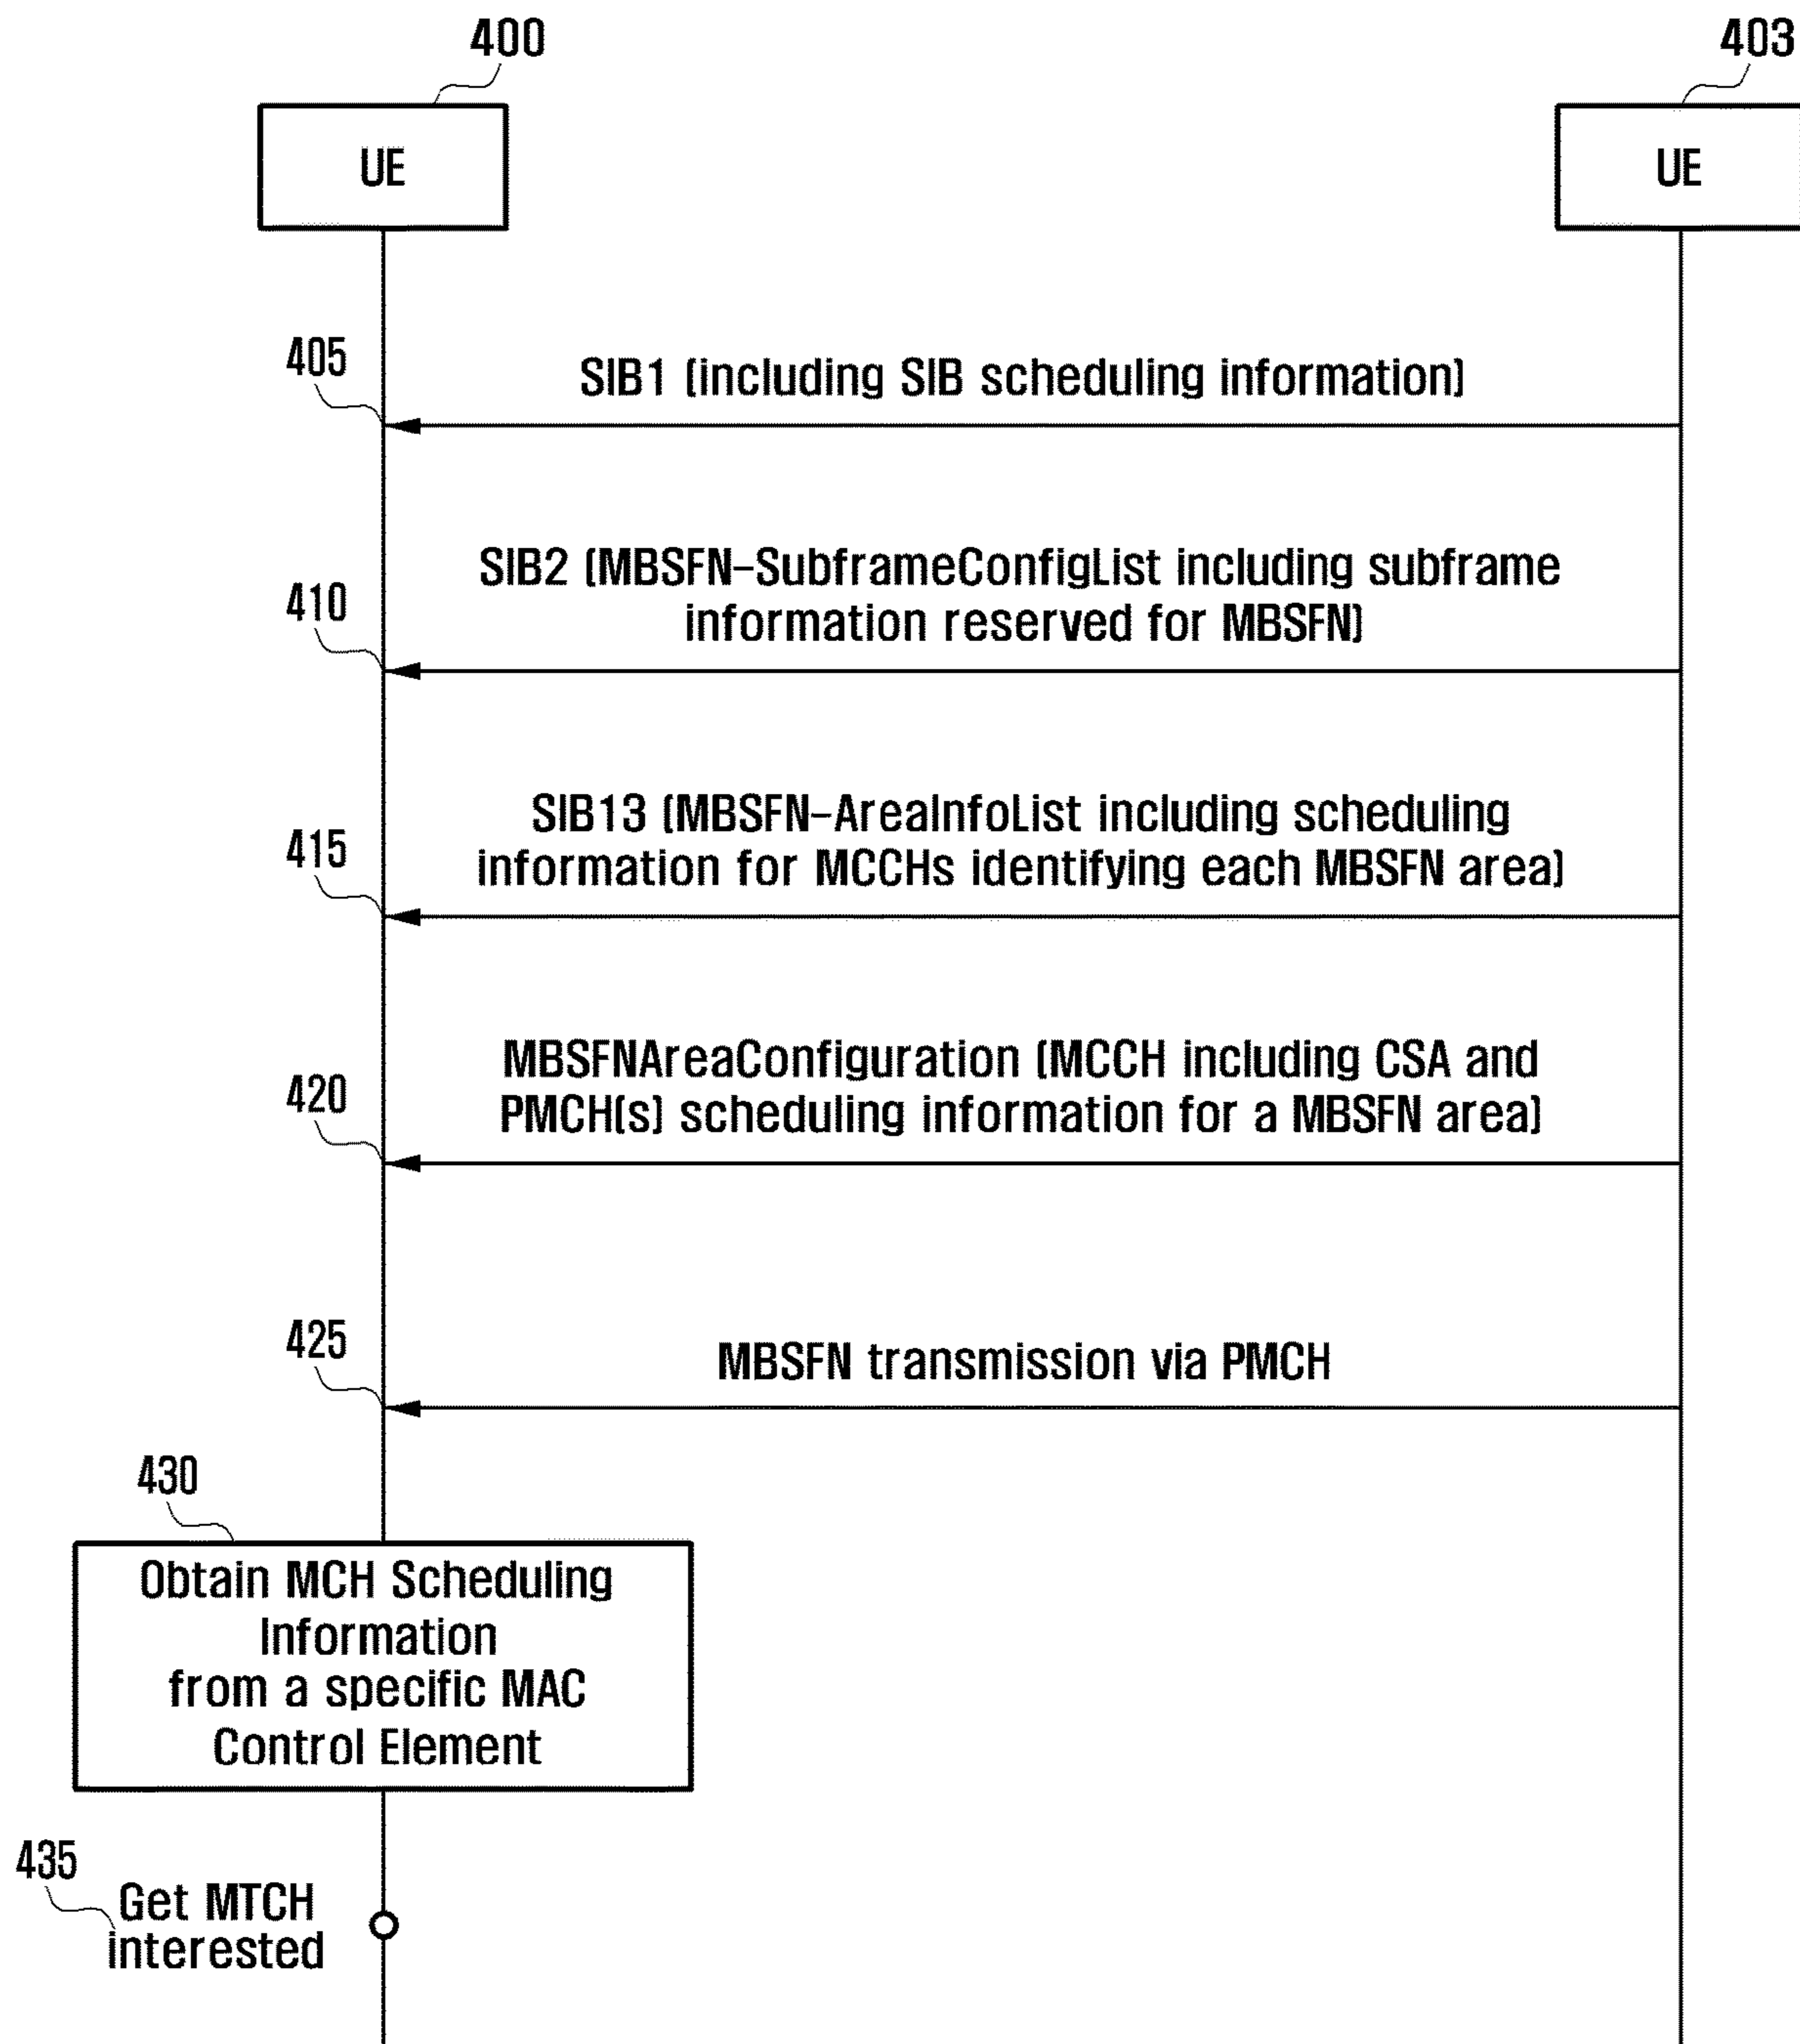 400
403
UE
UE
405
SIB1 (including SIB scheduling information)
SIB2 (MBSFN-SubframeConfigList including subframe
information reserved for MBSFN)
410
SIB13 (MBSFN-AreaInfoList including scheduling
information for MCCHs identifying each MBSFN area)
415
MBSFNAreaConfiguration (MCCH including CSA and
PMCH(s) scheduling information for a MBSFN area)
420
425
MBSFN transmission via PMCH
430
Obtain MCH Scheduling
Information
from a specific MAC
Control Element
435
Get MTCH
interested